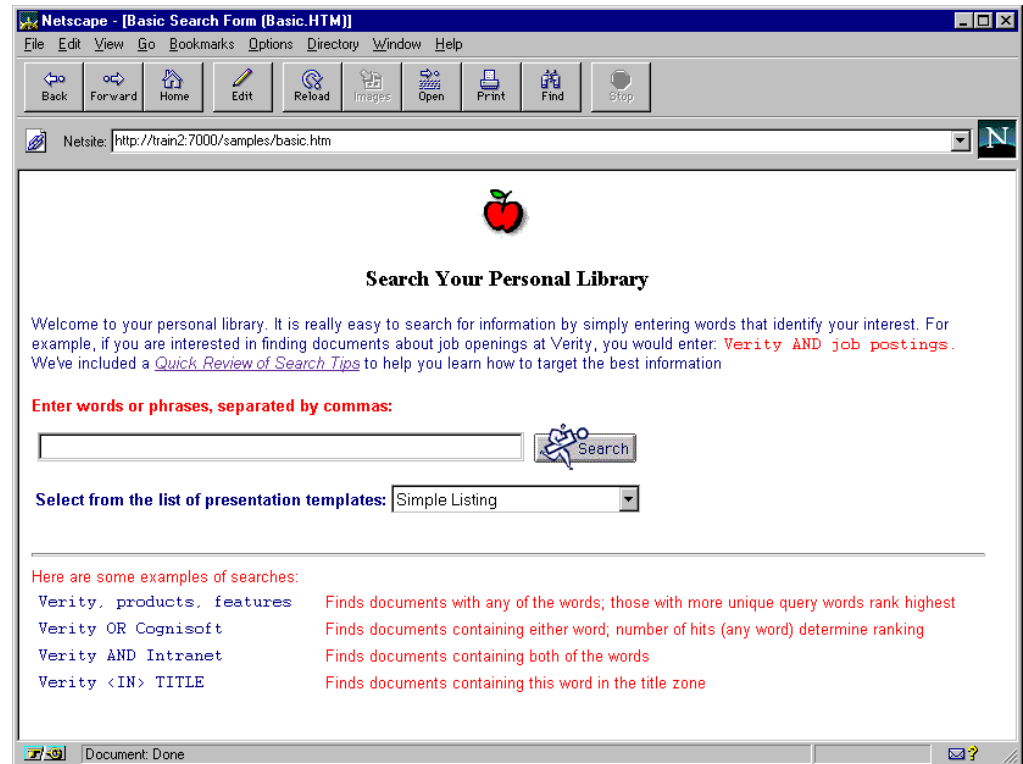 Netscape - [Basic Search Form (Basic.HTM)]
File Edit View Go Bookmarks Options Directory Window Help
Back Forward Home Edit Reload Images Open Print Find Stop
Netsite: http://train2:7000/samples/basic.htm
N
Search Your Personal Library
Welcome to your personal library. It is really easy to search for information by simply entering words that identify your interest. For
example, if you are interested in finding documents about job openings at Verity, you would enter: Verity AND job postings.
We've included a Quick Review of Search Tips to help you learn how to target the best information
Enter words or phrases, separated by commas:
Search
Select from the list of presentation templates: Simple Listing
Here are some examples of searches:
Verity, products, features Finds documents with any of the words; those with more unique query words rank highest
Verity OR Cognisoft Finds documents containing either word; number of hits (any word) determine ranking
Verity AND Intranet Finds documents containing both of the words
Verity <IN> TITLE Finds documents containing this word in the title zone
Document: Done